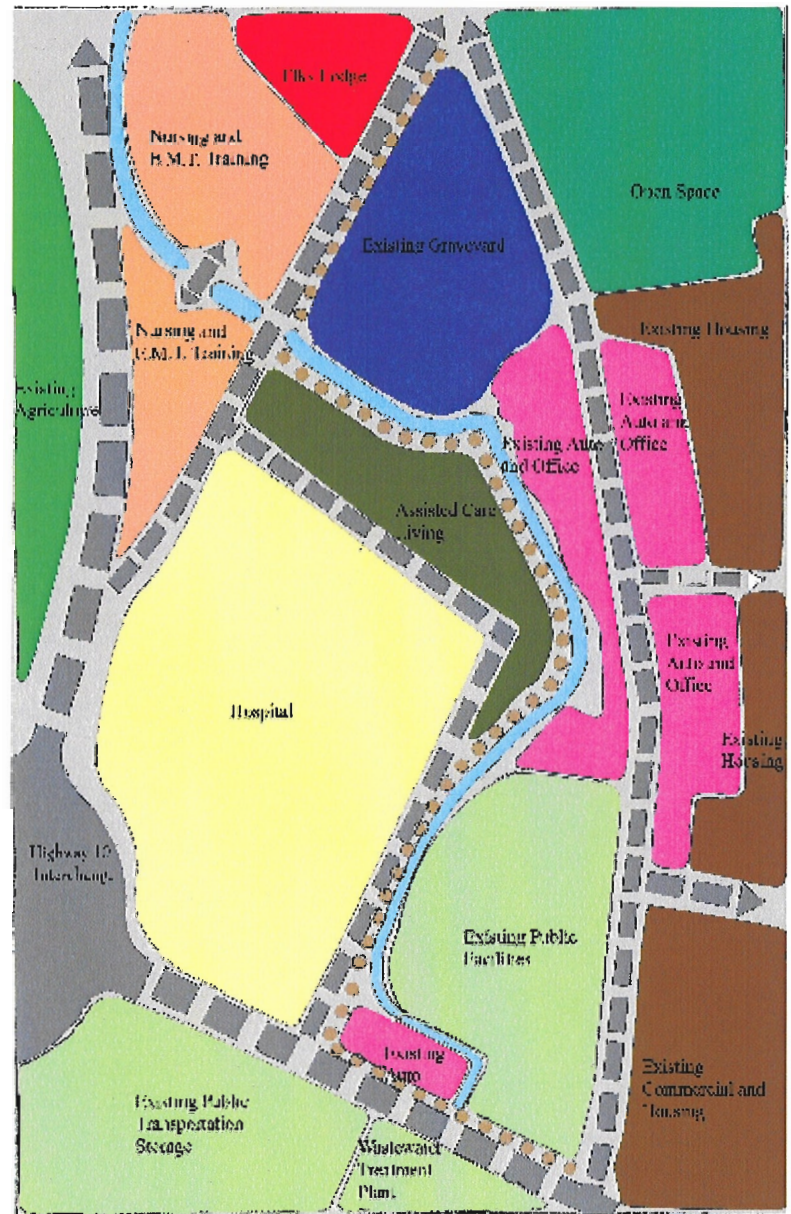 Elks Lodge
Nursing and
E.M.T. Training
Open Space
Existing Graveyard
Existing Housing
Nursing and
E.M.T. Training
Existing
Agriculture
Existing
Auto and
Office
Existing Auto
and Office
Assisted Care
Living
Existing
Auto and
Office
Hospital
Existing
Housing
Highway
Interchange
Existing Public
Facilities
Existing
Auto
Existing
Commercial and
Housing
Existing Public
Transportation
Storage
Wastewater
Treatment
Plant